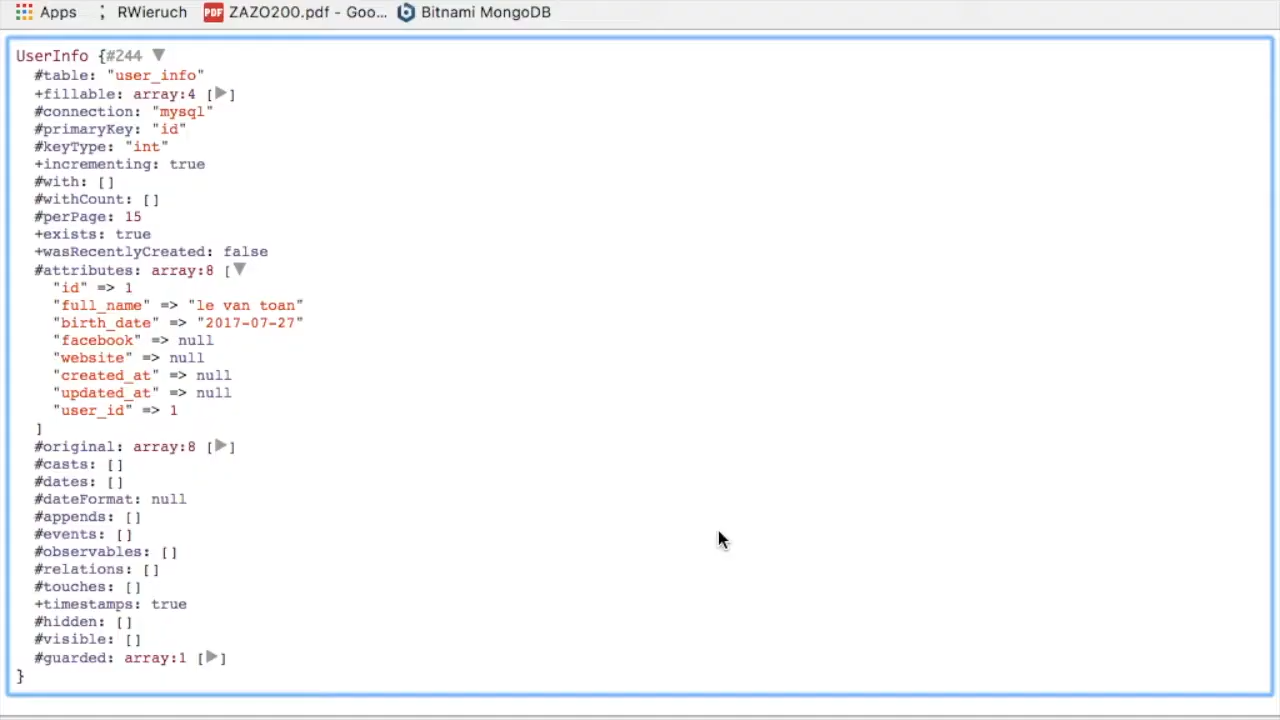 Apps RWieruch PDF ZAZO200.pdf - Goo... Bitnami MongoDB
UserInfo {#244 ▼
#table: "user_info"
+fillable: array:4 [▶]
#connection: "mysql"
#primaryKey: "id"
#keyType: "int"
+incrementing: true
#with: []
#withCount: []
#perPage: 15
+exists: true
+wasRecentlyCreated: false
#attributes: array:8 [▼
"id" => 1
"full_name" => "le van toan"
"birth_date" => "2017-07-27"
"facebook" => null
"website" => null
"created_at" => null
"updated_at" => null
"user_id" => 1
]
#original: array:8 [▶]
#casts: []
#dates: []
#dateFormat: null
#appends: []
#events: []
#observables: []
#relations: []
#touches: []
+timestamps: true
#hidden: []
#visible: []
#guarded: array:1 [▶]
}